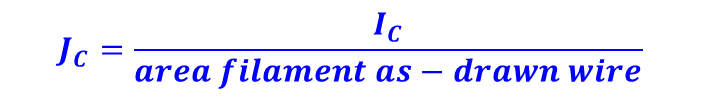 J_C = I_C / area filament as − drawn wire